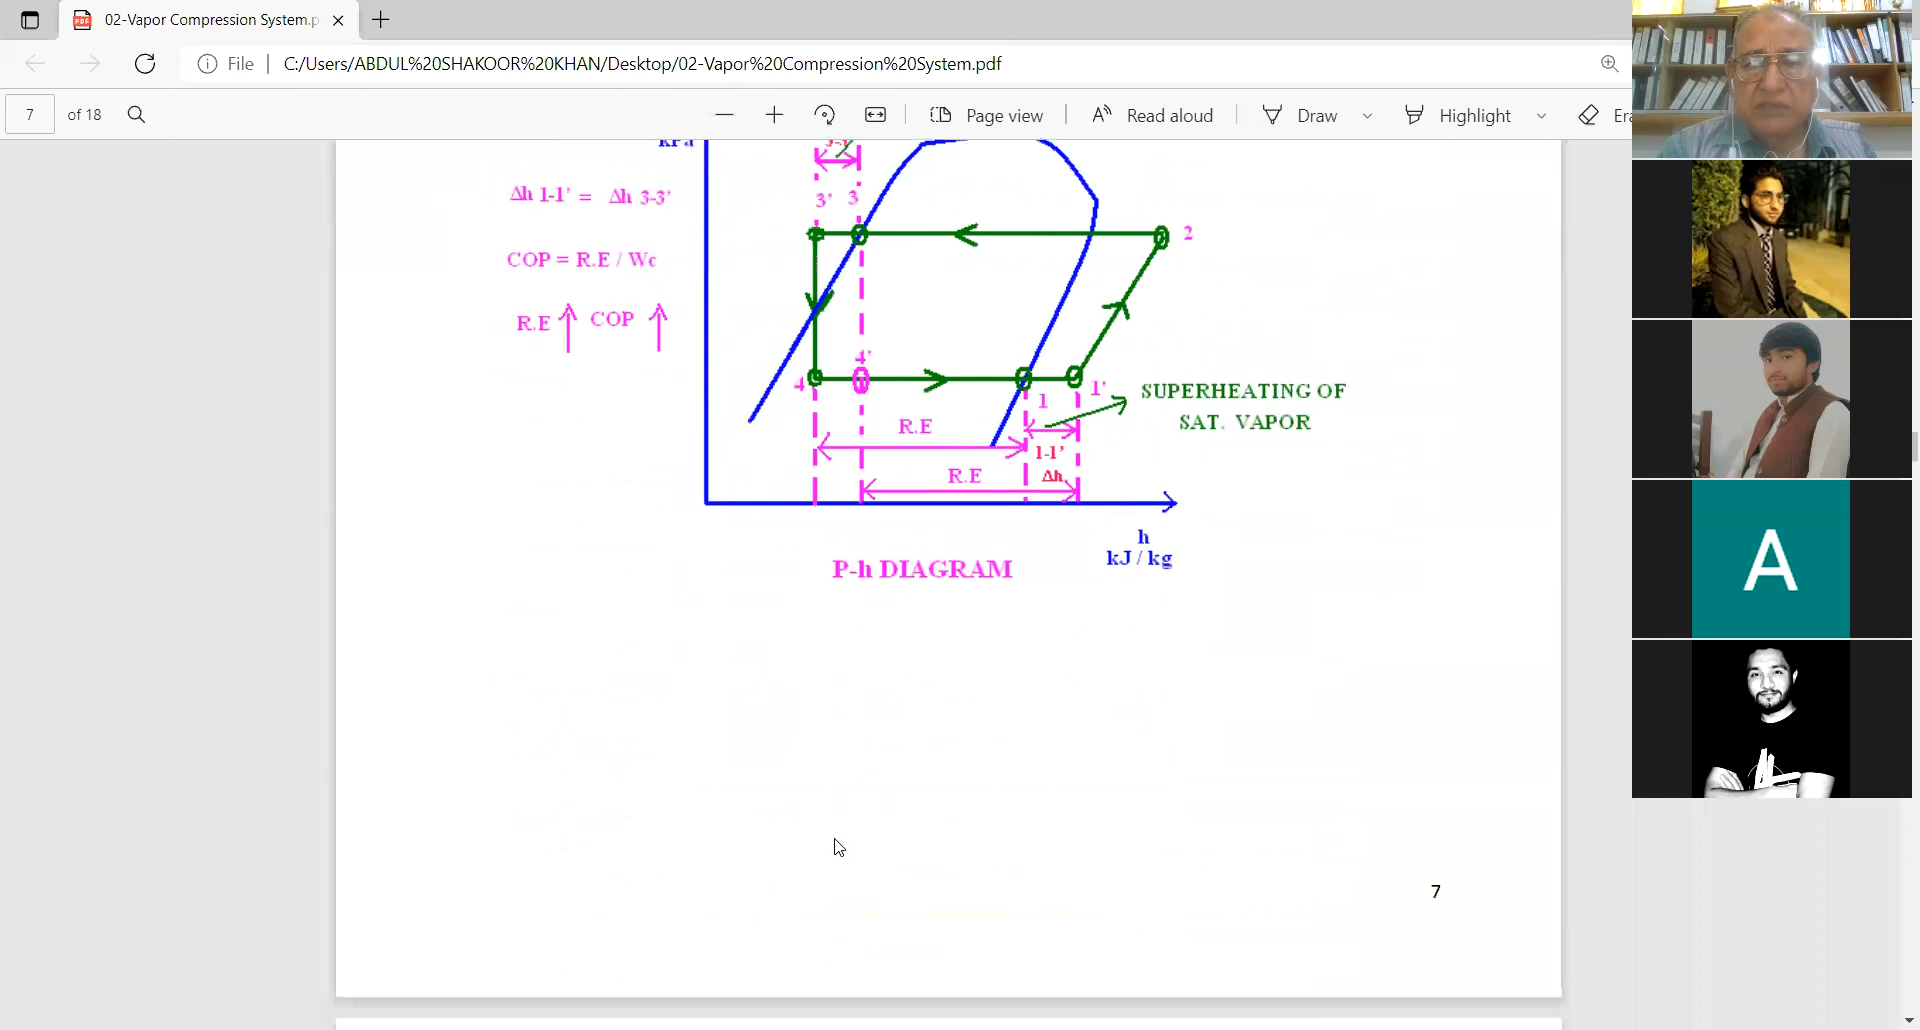 02-Vapor Compression System.p
File
C:/Users/ABDUL%20SHAKOOR%20KHAN/Desktop/02-Vapor%20Compression%20System.pdf
7 of 18
Page view
Read aloud
Draw
Highlight
Era
kPa
Δh 1-1' = Δh 3-3'
3' 3
2
COP = R.E / Wc
R.E COP
4'
4
1 1'
SUPERHEATING OF
SAT. VAPOR
R.E
1-1'
R.E
Δh
h
kJ / kg
P-h DIAGRAM
7
A